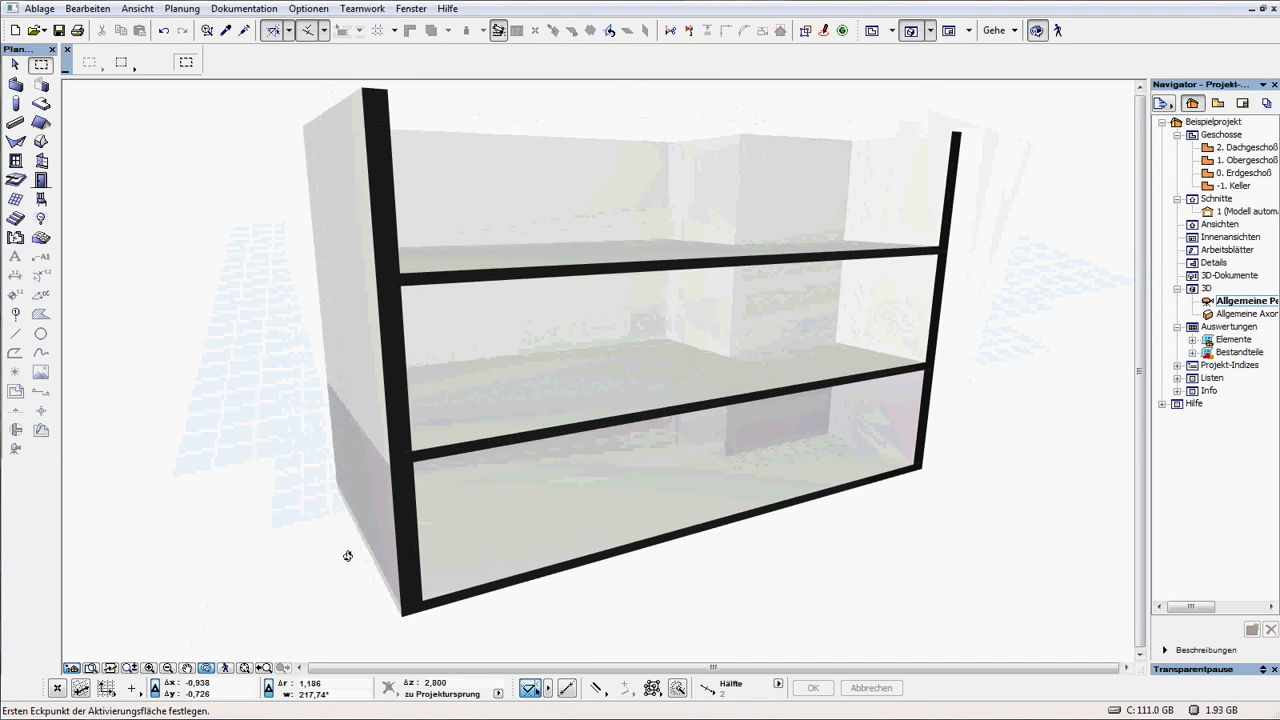 Ablage Bearbeiten Ansicht Planung Dokumentation Optionen Teamwork Fenster Hilfe
Gehe
Plan...
Navigator - Projekt-...
Beispielprojekt
Geschosse
2. Dachgeschoß
1. Obergeschoß
0. Erdgeschoß
-1. Keller
Schnitte
1 (Modell autom
Ansichten
Innenansichten
Arbeitsblätter
Details
3D-Dokumente
3D
Allgemeine Pe
Allgemeine Axor
Auswertungen
Elemente
Bestandteile
Projekt-Indizes
Listen
Info
Hilfe
A -A1
Beschreibungen
Transparentpause
Δx : -0,938
Δy : -0,726
Δr : 1,186
w: 217,74°
Δz : 2,800
zu Projektursprung
Hälfte
2
OK
Abbrechen
Ersten Eckpunkt der Aktivierungsfläche festlegen.
C: 111.0 GB
1.93 GB